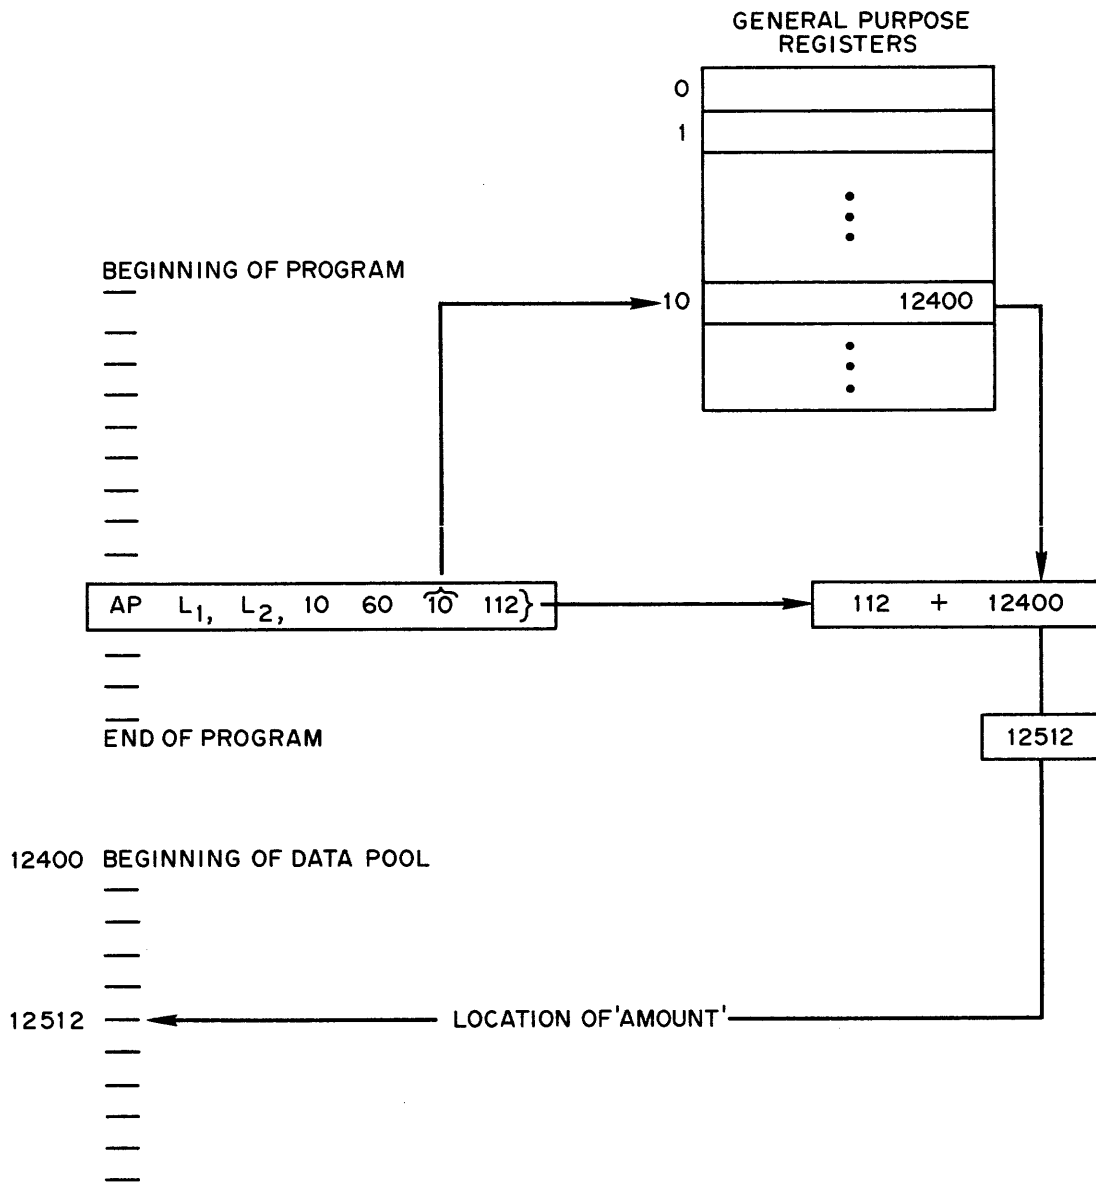 GENERAL PURPOSE
REGISTERS
0
1
BEGINNING OF PROGRAM
10 12400
AP L1, L2, 10 60 10 112}
112 + 12400
END OF PROGRAM
12512
12400 BEGINNING OF DATA POOL
12512
LOCATION OF 'AMOUNT'